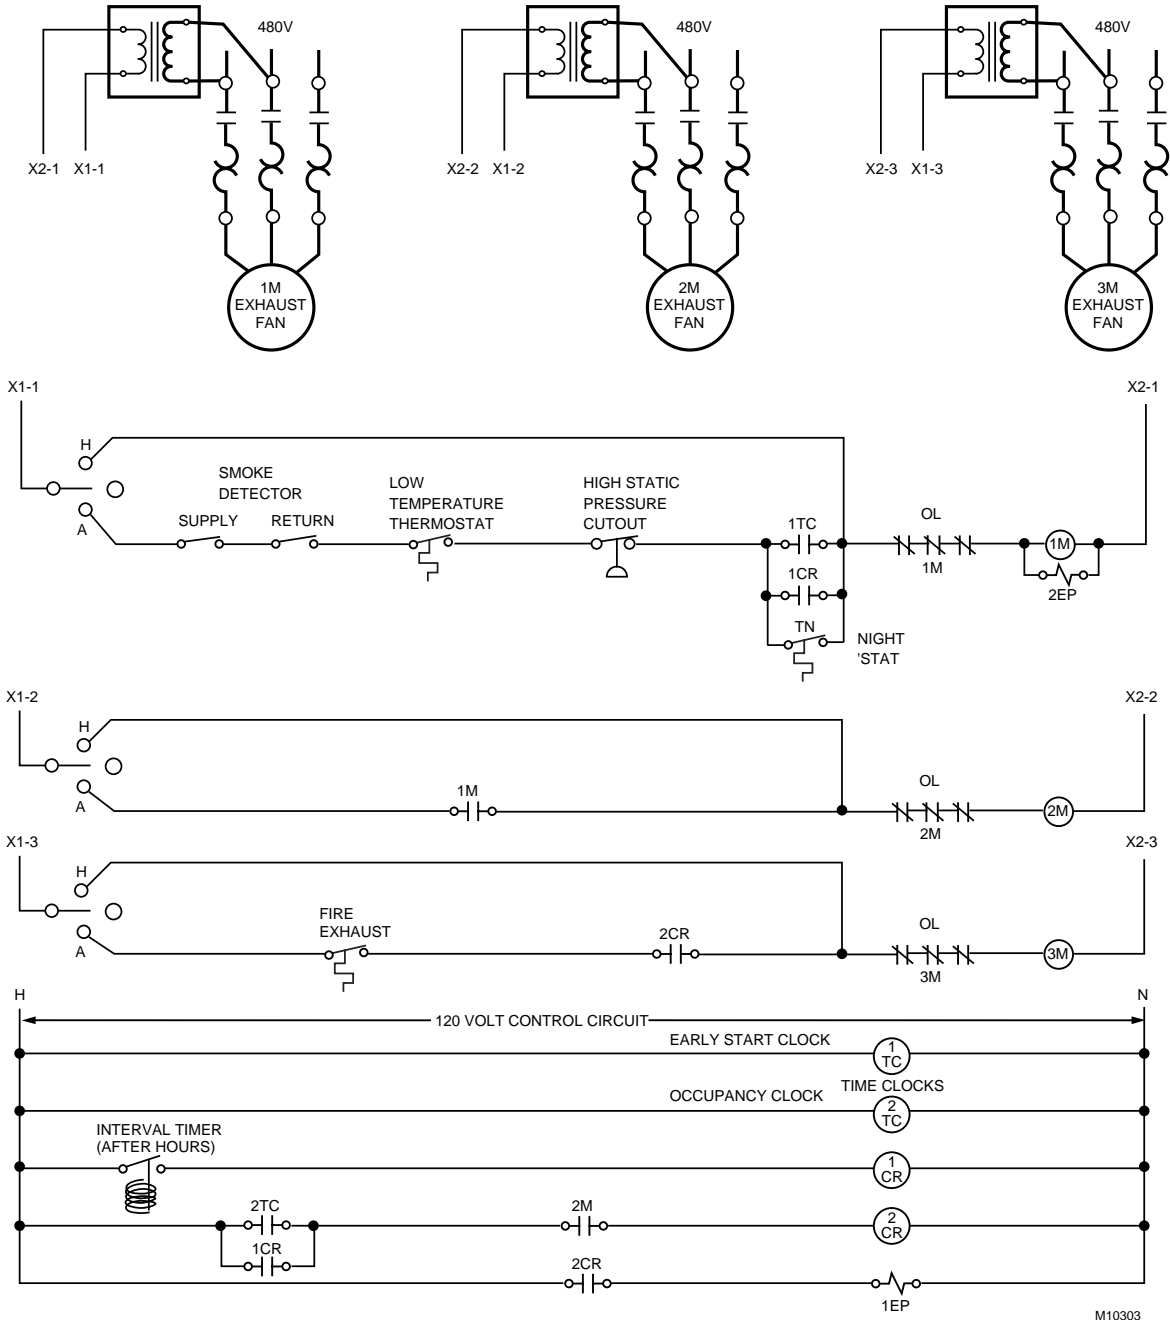 480V
480V
480V
X2-1 X1-1
X2-2 X1-2
X2-3 X1-3
1M
EXHAUST
FAN
2M
EXHAUST
FAN
3M
EXHAUST
FAN
X1-1
X2-1
H
A
SMOKE
DETECTOR
SUPPLY
RETURN
LOW
TEMPERATURE
THERMOSTAT
HIGH STATIC
PRESSURE
CUTOUT
1TC
1CR
TN
NIGHT
'STAT
OL
1M
1M
2EP
X1-2
X2-2
H
A
1M
OL
2M
2M
X1-3
X2-3
H
A
FIRE
EXHAUST
2CR
OL
3M
3M
H
N
120 VOLT CONTROL CIRCUIT
EARLY START CLOCK
1
TC
TIME CLOCKS
OCCUPANCY CLOCK
2
TC
INTERVAL TIMER
(AFTER HOURS)
1
CR
2TC
1CR
2M
2
CR
2CR
1EP
M10303